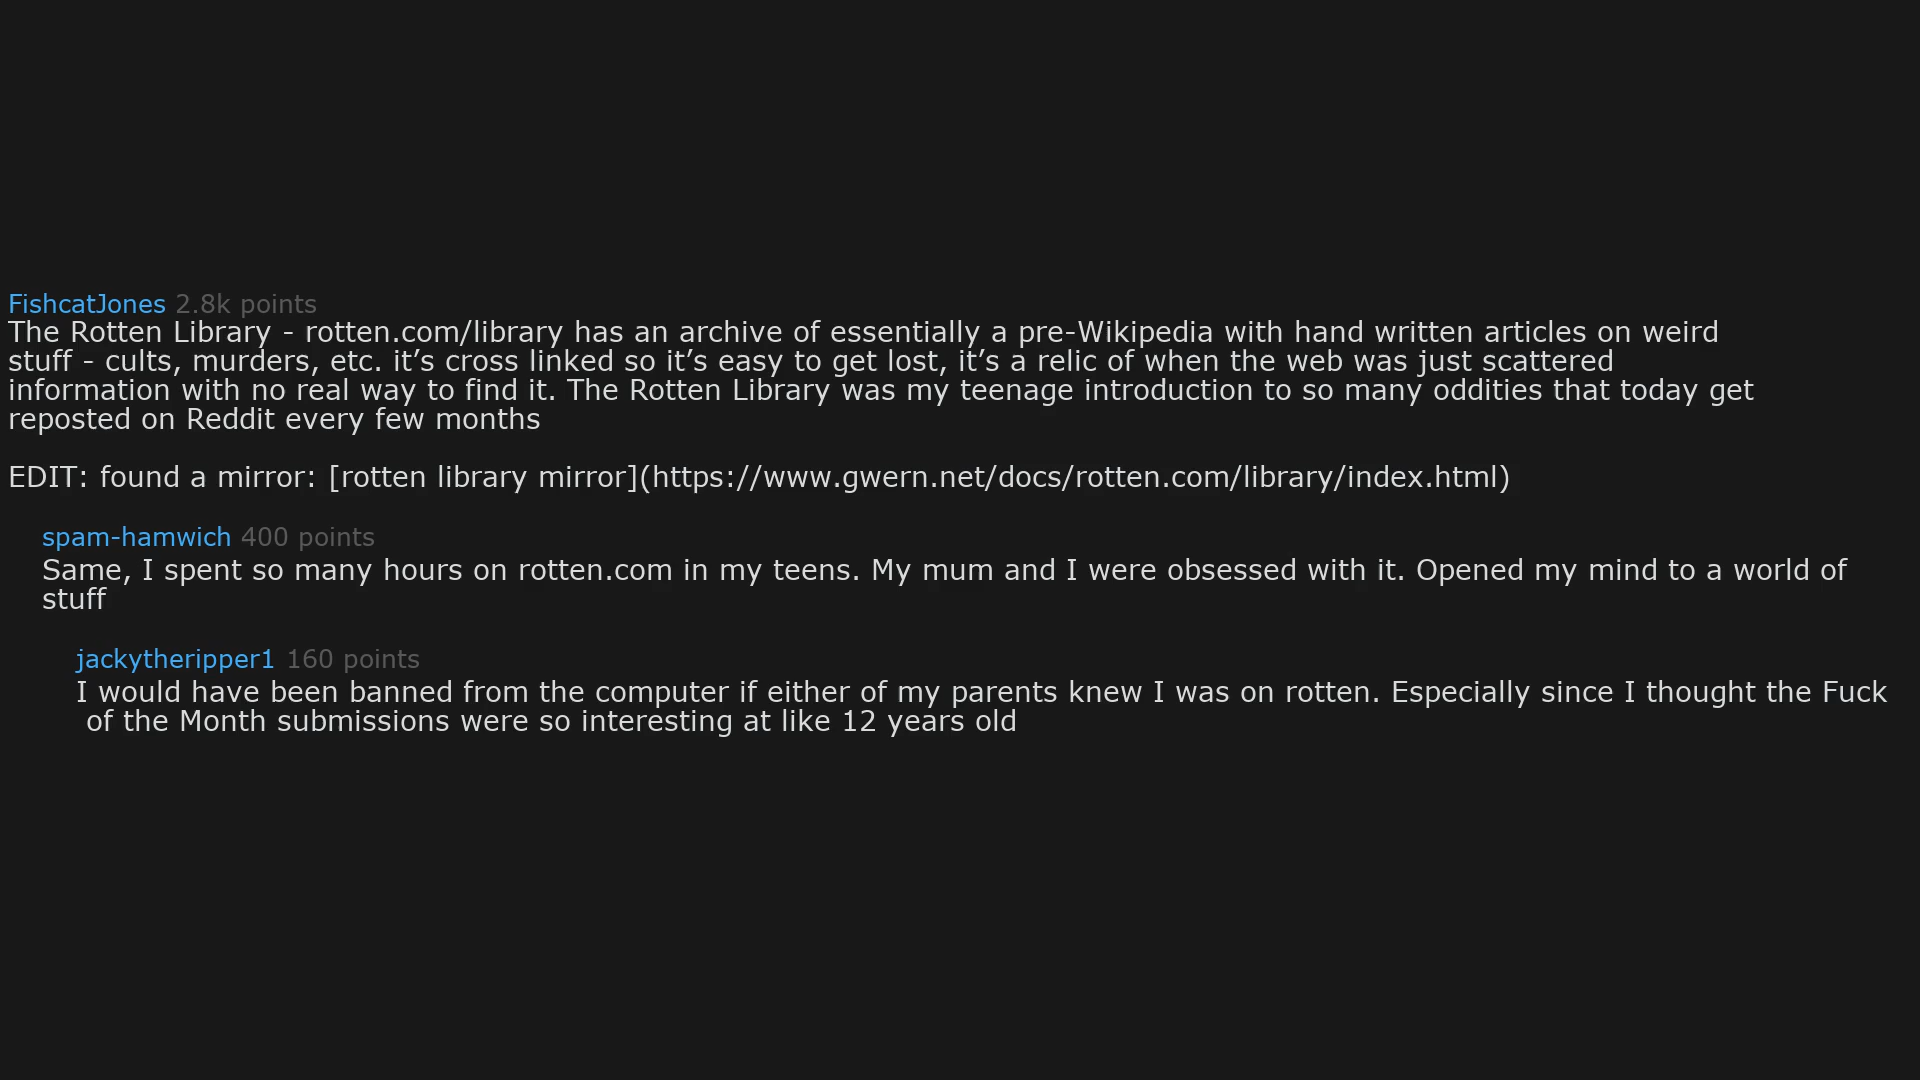 FishcatJones 2.8k points
The Rotten Library - rotten.com/library has an archive of essentially a pre-Wikipedia with hand written articles on weird
stuff - cults, murders, etc. it’s cross linked so it’s easy to get lost, it’s a relic of when the web was just scattered
information with no real way to find it. The Rotten Library was my teenage introduction to so many oddities that today get
reposted on Reddit every few months
EDIT: found a mirror: [rotten library mirror](https://www.gwern.net/docs/rotten.com/library/index.html)
spam-hamwich 400 points
Same, I spent so many hours on rotten.com in my teens. My mum and I were obsessed with it. Opened my mind to a world of
stuff
jackytheripper1 160 points
I would have been banned from the computer if either of my parents knew I was on rotten. Especially since I thought the Fuck
of the Month submissions were so interesting at like 12 years old